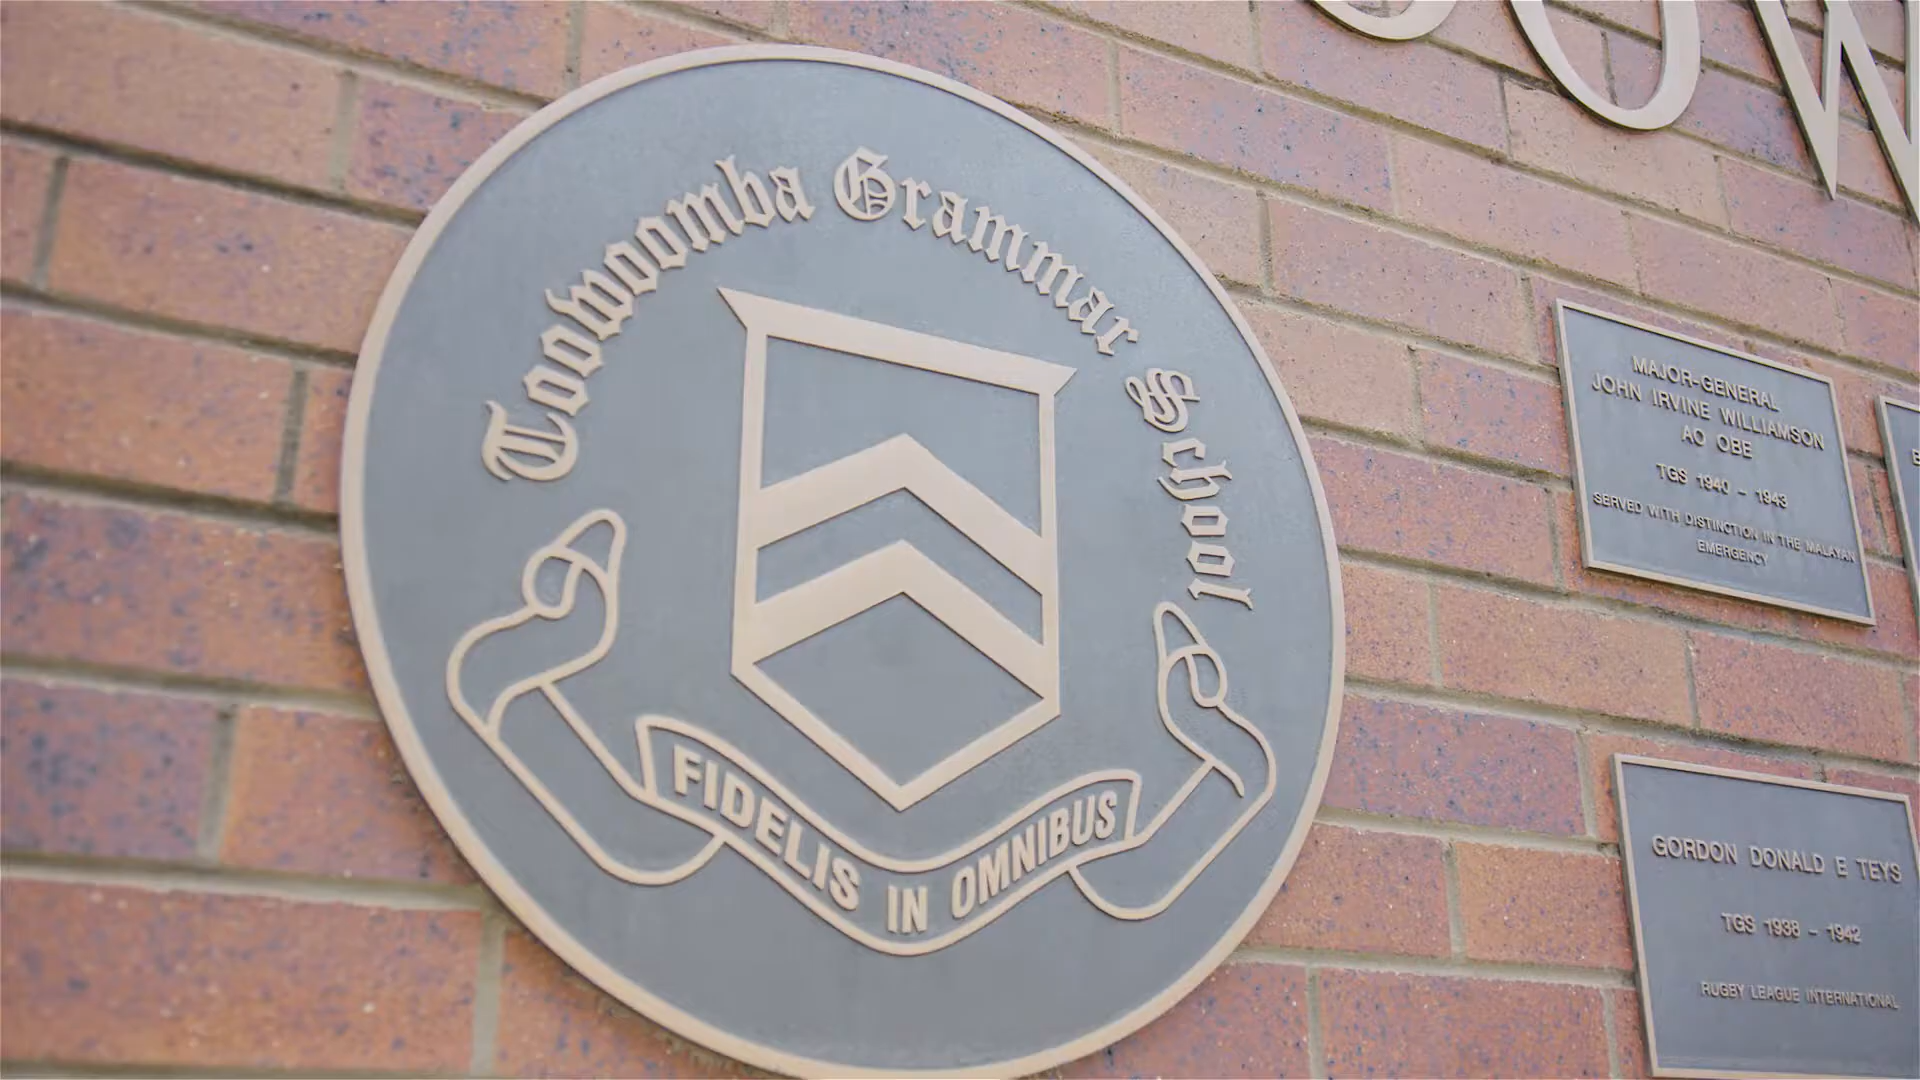 OW
Toowoomba Grammar School
FIDELIS IN OMNIBUS
MAJOR-GENERAL
JOHN IRVINE WILLIAMSON
AO OBE
TGS 1940 - 1943
SERVED WITH DISTINCTION IN THE MALAYAN
EMERGENCY
GORDON DONALD E TEYS
TGS 1938 - 1942
RUGBY LEAGUE INTERNATIONAL